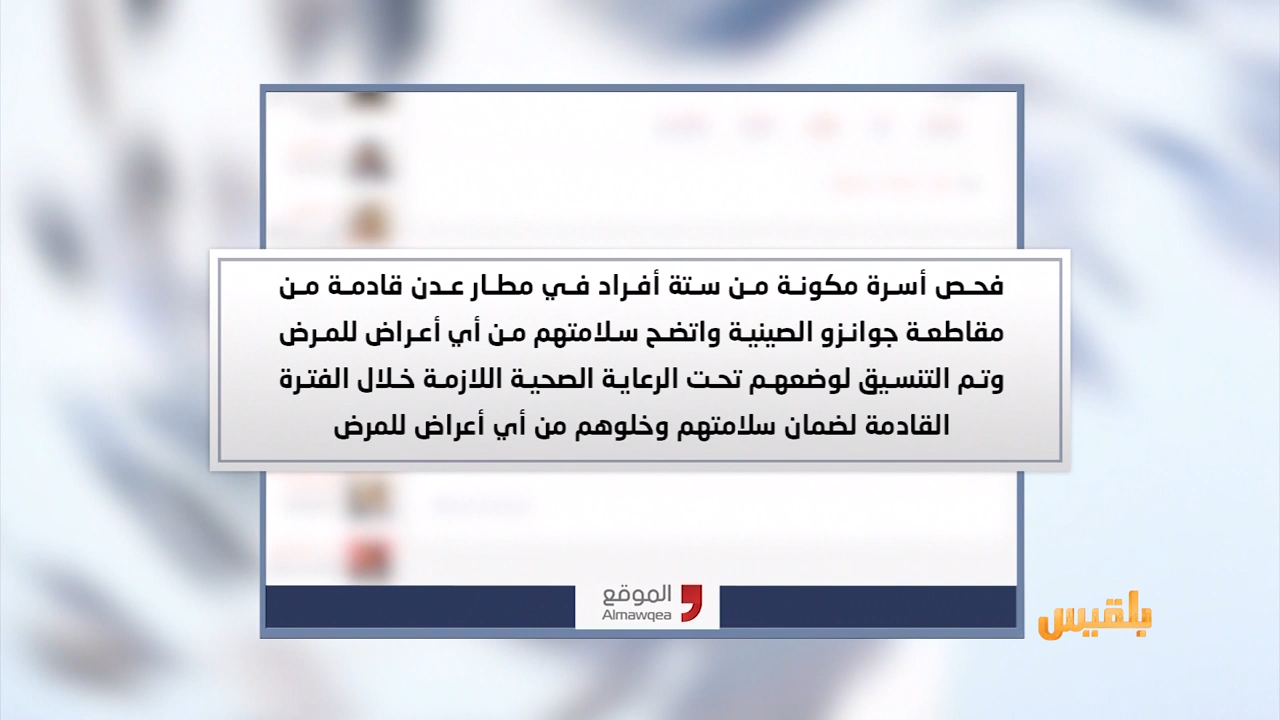 فحص أسرة مكونة من ستة أفراد في مطار عدن قادمة من
مقاطعة جوانزو الصينية واتضح سلامتهم من أي أعراض للمرض
وتم التنسيق لوضعهم تحت الرعاية الصحية اللازمة خلال الفترة
القادمة لضمان سلامتهم وخلوهم من أي أعراض للمرض
الموقع
Almawqea
بلقيس